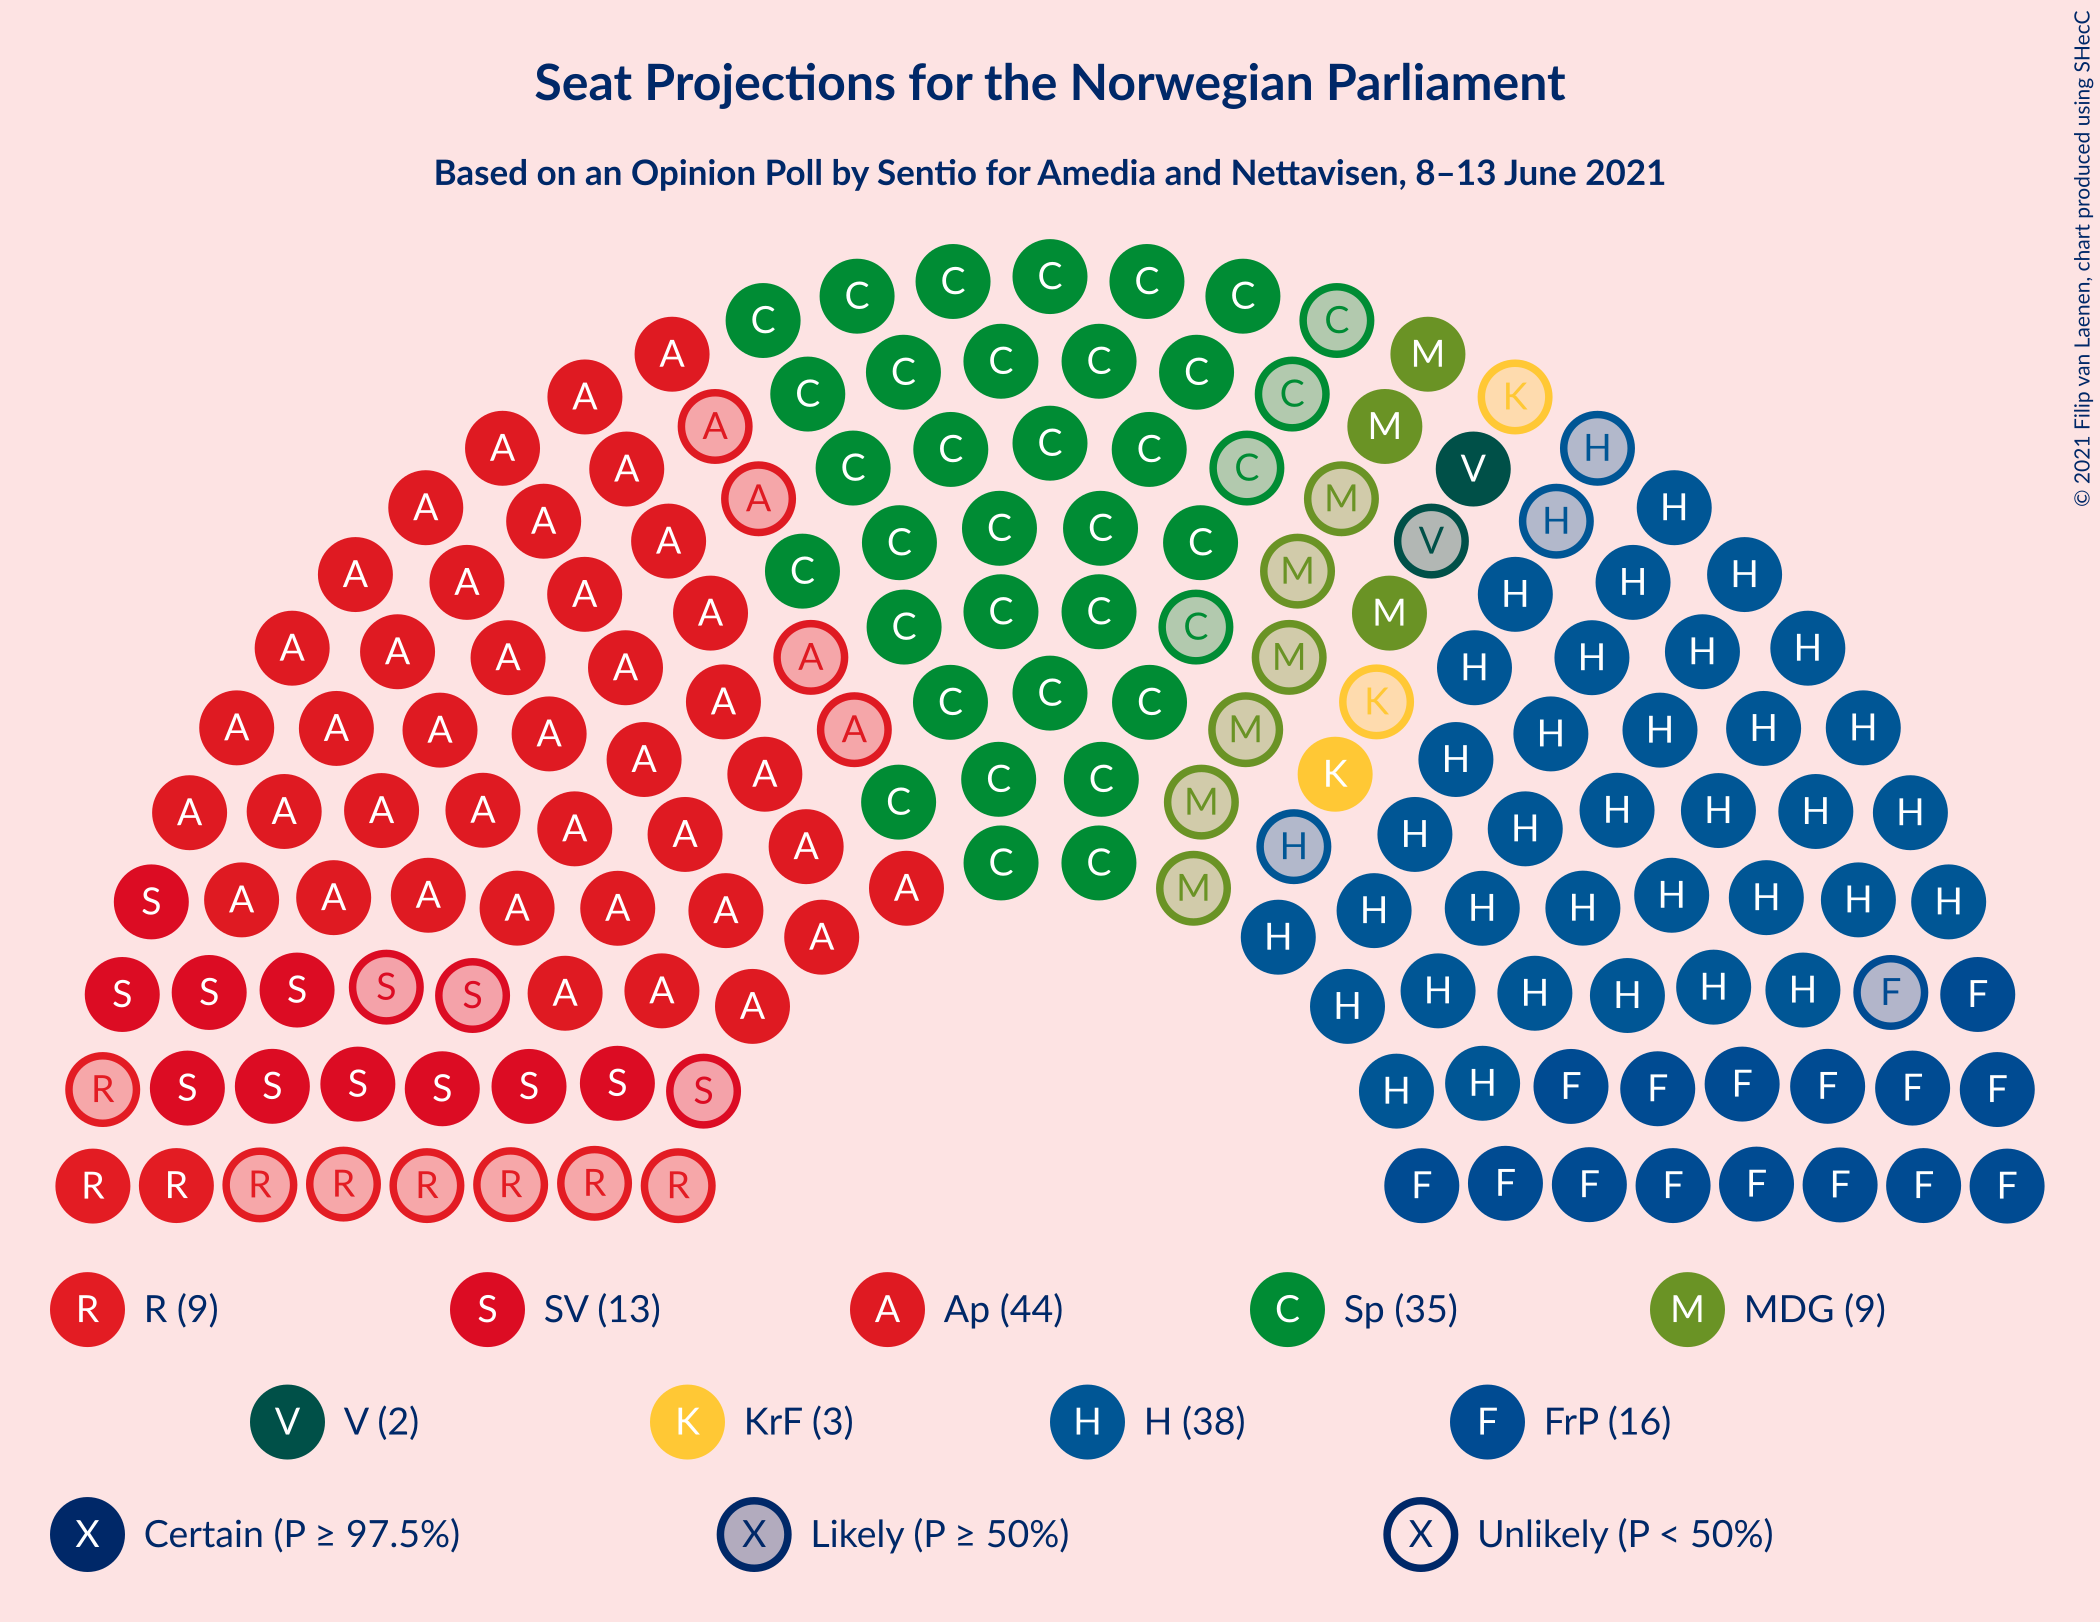 Seat Projections for the Norwegian Parliament
Based on an Opinion Poll by Sentio for Amedia and Nettavisen, 8–13 June 2021
© 2021 Filip van Laenen, chart produced using SHecC
C C C C C C C
A C C C C C C M
A A C C C C C M K
A A A C C C C C M V H
A A A A C C C C M V H H
A A A A A C C C M M H H H
A A A A A C C C M K H H H H
A A A A A A C C C M K H H H H H
A A A A A A A C C M H H H H H H
S A A A A A A A A H H H H H H H H
S S S S S A A A H H H H H H F F
R S S S S S S S H H F F F F F F
R R R R R R R R F F F F F F F F
R R (9) S SV (13) A Ap (44) C Sp (35) M MDG (9)
V V (2) K KrF (3) H H (38) F FrP (16)
X Certain (P ≥ 97.5%) X Likely (P ≥ 50%) X Unlikely (P < 50%)